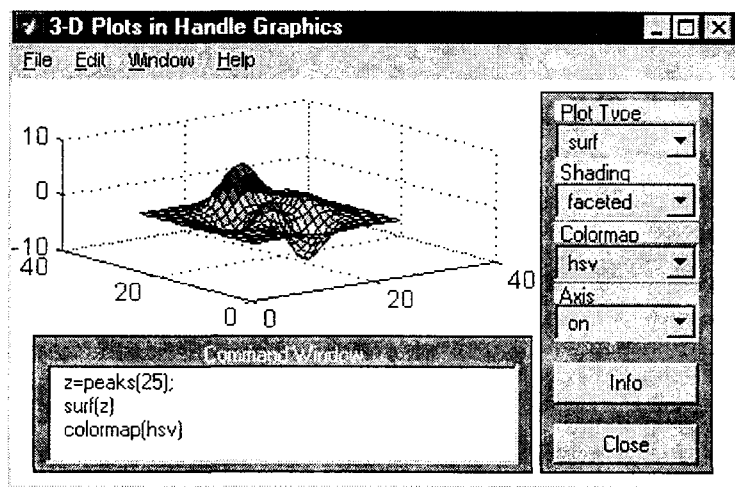 3-D Plots in Handle Graphics
File Edit Window Help
10
0
-10
40
20
0
0
20
40
Plot Type
surf
Shading
faceted
Colormap
hsv
Axis
on
Info
Close
Command Window
z=peaks(25);
surf(z)
colormap(hsv)